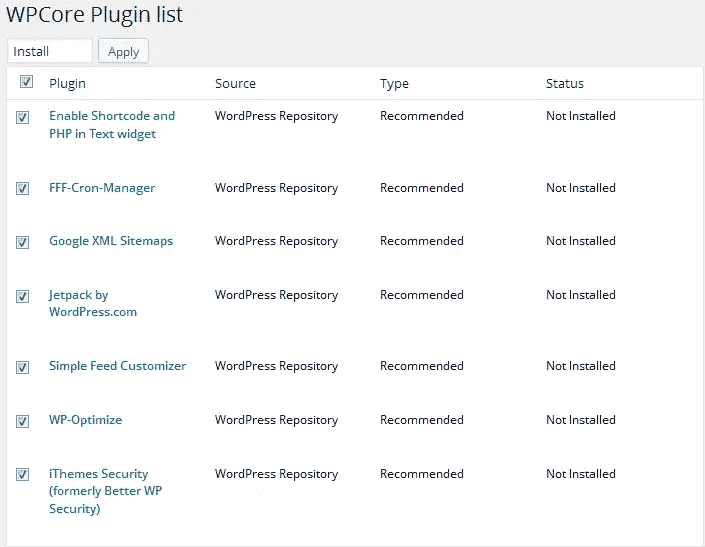 WPCore Plugin list
Install Apply
Plugin Source Type Status
Enable Shortcode and WordPress Repository Recommended Not Installed
PHP in Text widget
FFF-Cron-Manager WordPress Repository Recommended Not Installed
Google XML Sitemaps WordPress Repository Recommended Not Installed
Jetpack by WordPress Repository Recommended Not Installed
WordPress.com
Simple Feed Customizer WordPress Repository Recommended Not Installed
WP-Optimize WordPress Repository Recommended Not Installed
iThemes Security WordPress Repository Recommended Not Installed
(formerly Better WP
Security)